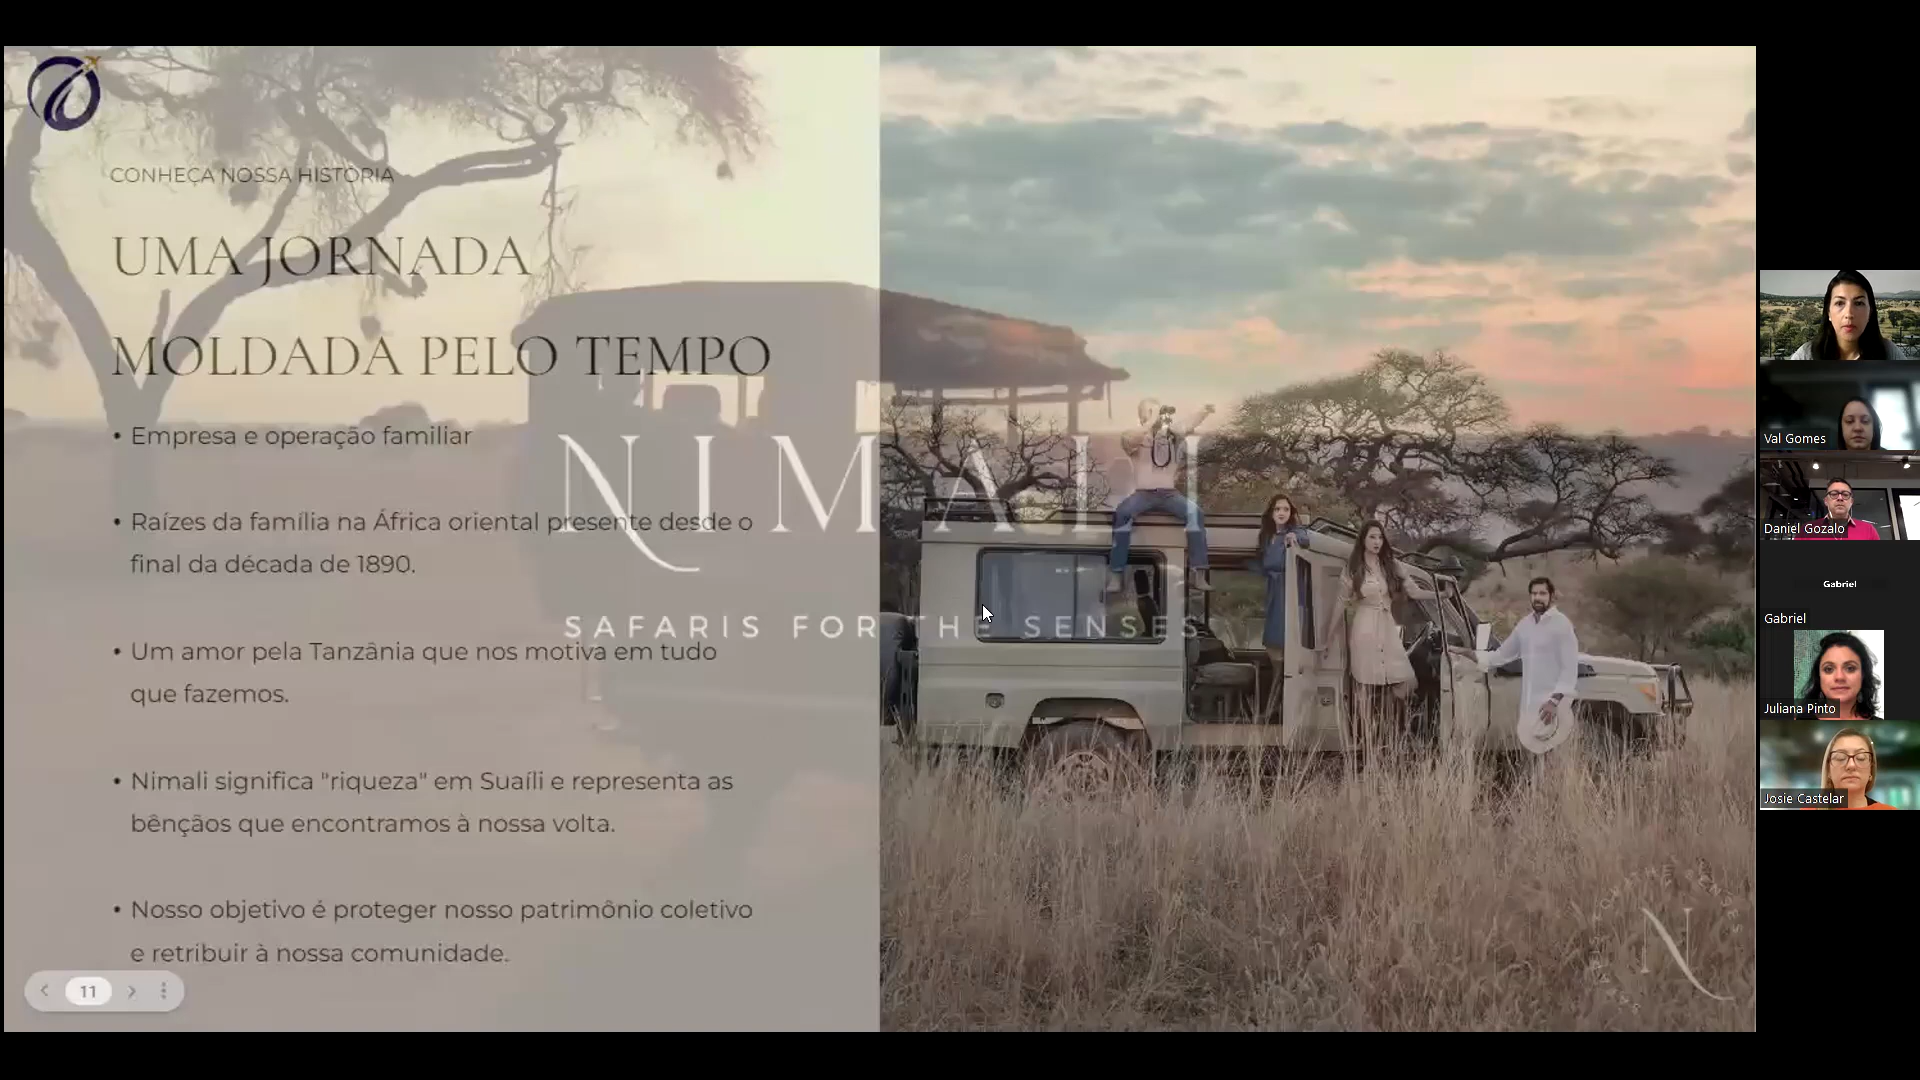 CONHEÇA NOSSA HISTÓRIA
UMA JORNADA
MOLDADA PELO TEMPO
• Empresa e operação familiar
• Raízes da família na África oriental presente desde o
final da década de 1890.
• Um amor pela Tanzânia que nos motiva em tudo
que fazemos.
• Nimali significa "riqueza" em Suaíli e representa as
bênçãos que encontramos à nossa volta.
• Nosso objetivo é proteger nosso patrimônio coletivo
e retribuir à nossa comunidade.
NIMALI
SAFARIS FOR THE SENSES
N
11
Val Gomes
Daniel Gozalo
Gabriel
Gabriel
Juliana Pinto
Josie Castelar